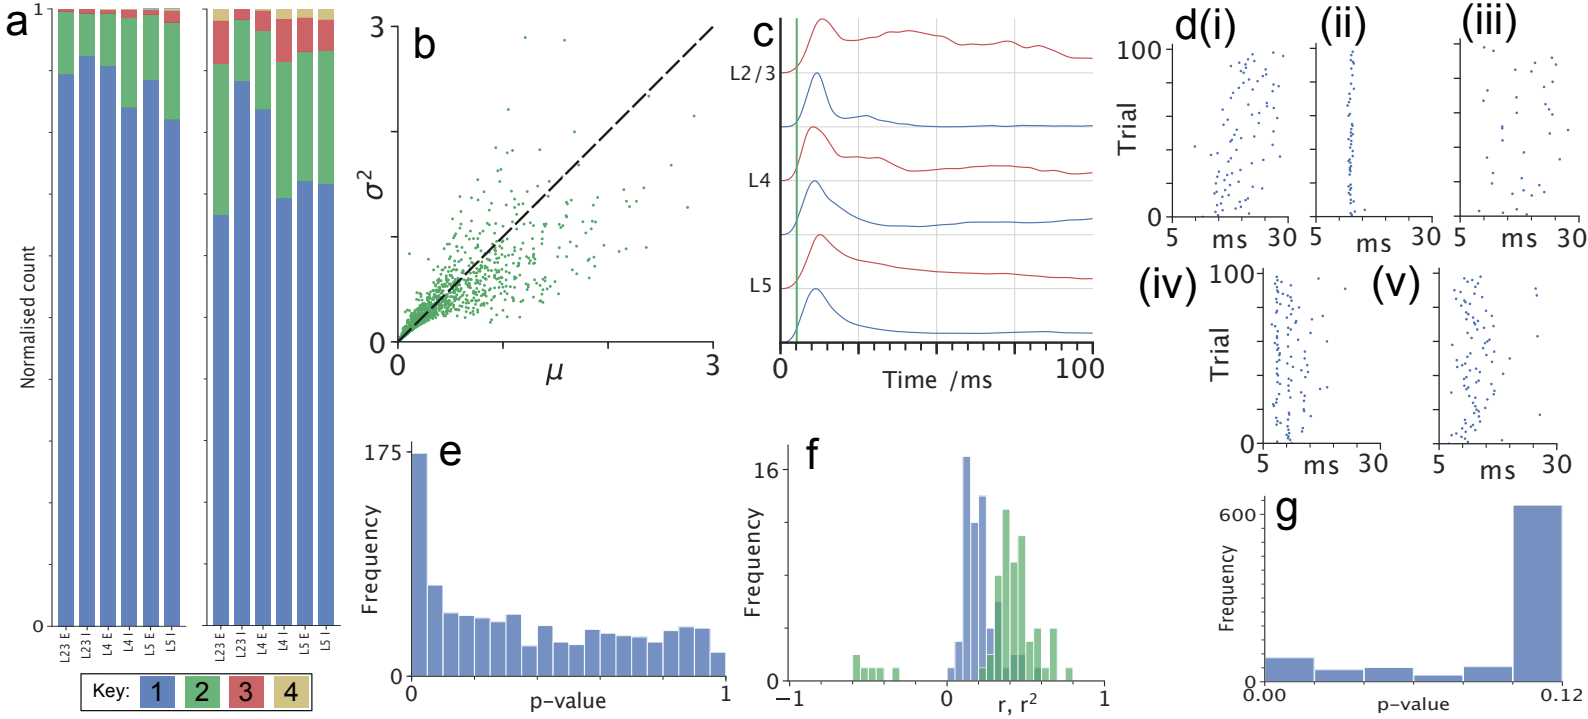 a
1
0
Normalised count
L23 E
L23 I
L4 E
L4 I
L5 E
L5 I
L23 E
L23 I
L4 E
L4 I
L5 E
L5 I
Key: 1 2 3 4
b
3
σ²
0
0
μ
3
c
L2/3
L4
L5
0
Time /ms
100
d(i)
(ii)
(iii)
100
Trial
0
5 ms 30
5 ms 30
5 ms 30
(iv)
(v)
100
Trial
0
5 ms 30
5 ms 30
e
175
Frequency
0
0
p-value
1
f
16
Frequency
0
−1
0
r, r²
1
g
600
Frequency
0
0.00
p-value
0.12